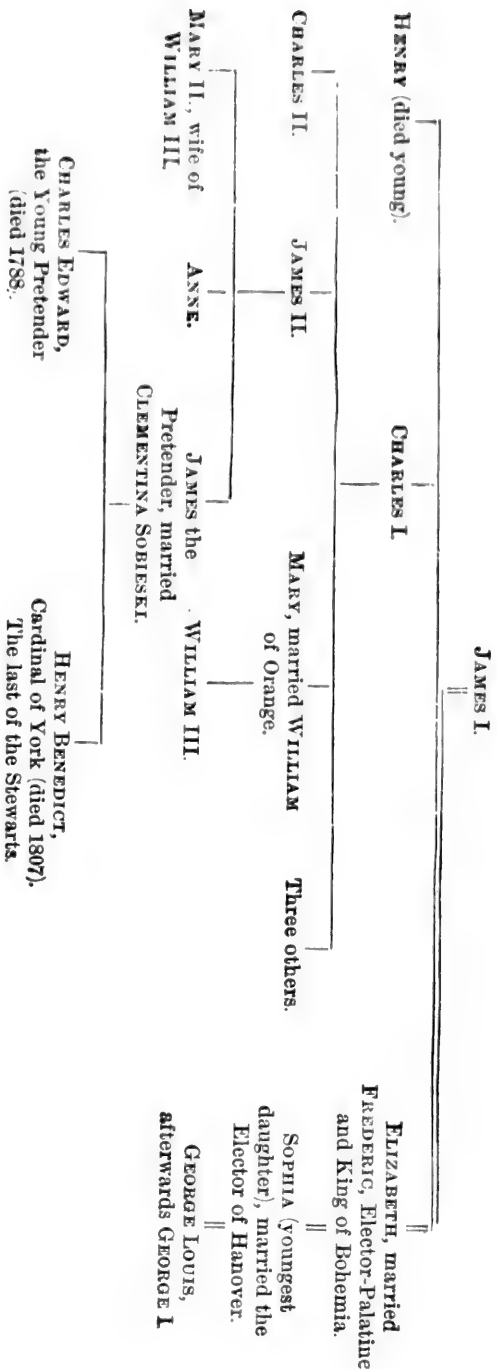 JAMES I.
HENRY (died young).
CHARLES I.
ELIZABETH, married
FREDERIC, Elector-Palatine
and King of Bohemia.
CHARLES II.
JAMES II.
MARY, married WILLIAM
of Orange.
Three others.
SOPHIA (youngest
daughter), married the
Elector of Hanover.
MARY II., wife of
WILLIAM III.
ANNE.
JAMES the
Pretender, married
CLEMENTINA SOBIESKI.
WILLIAM III.
GEORGE LOUIS,
afterwards GEORGE I.
CHARLES EDWARD,
the Young Pretender
(died 1788).
HENRY BENEDICT,
Cardinal of York (died 1807).
The last of the Stewarts.